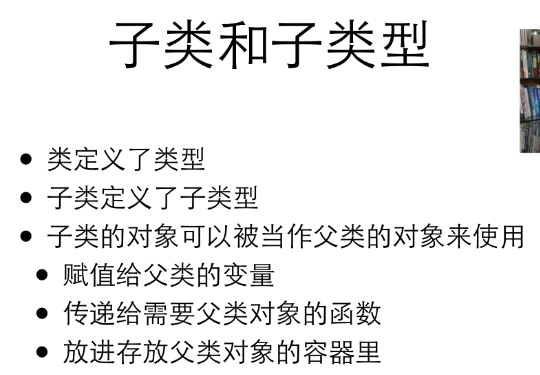 子类和子类型
• 类定义了类型
• 子类定义了子类型
• 子类的对象可以被当作父类的对象来使用
• 赋值给父类的变量
• 传递给需要父类对象的函数
• 放进存放父类对象的容器里